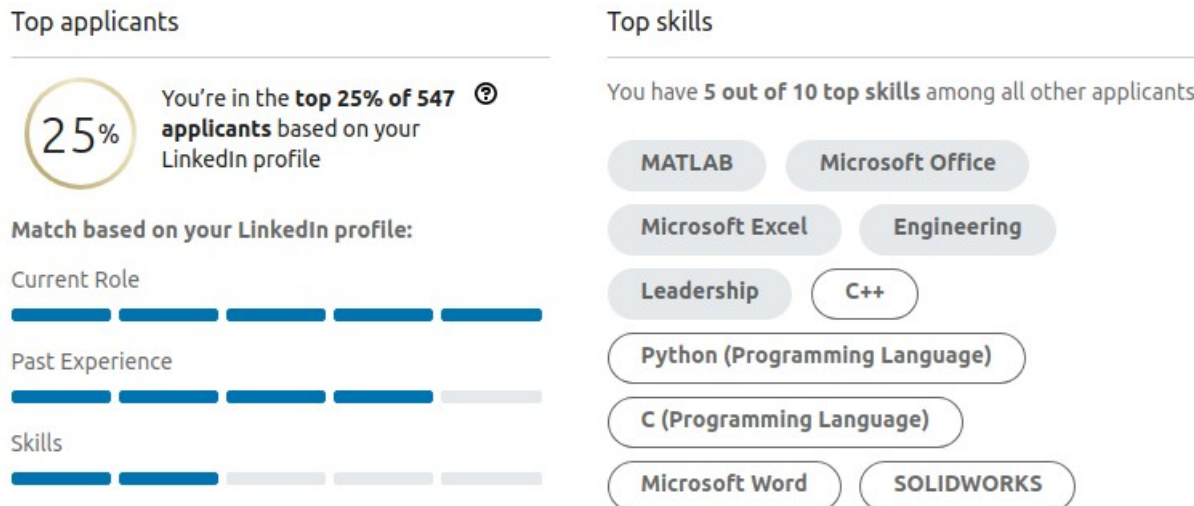 Top applicants
25%
You're in the top 25% of 547
applicants based on your
LinkedIn profile
Match based on your LinkedIn profile:
Current Role
Past Experience
Skills
Top skills
You have 5 out of 10 top skills among all other applicants
MATLAB
Microsoft Office
Microsoft Excel
Engineering
Leadership
C++
Python (Programming Language)
C (Programming Language)
Microsoft Word
SOLIDWORKS